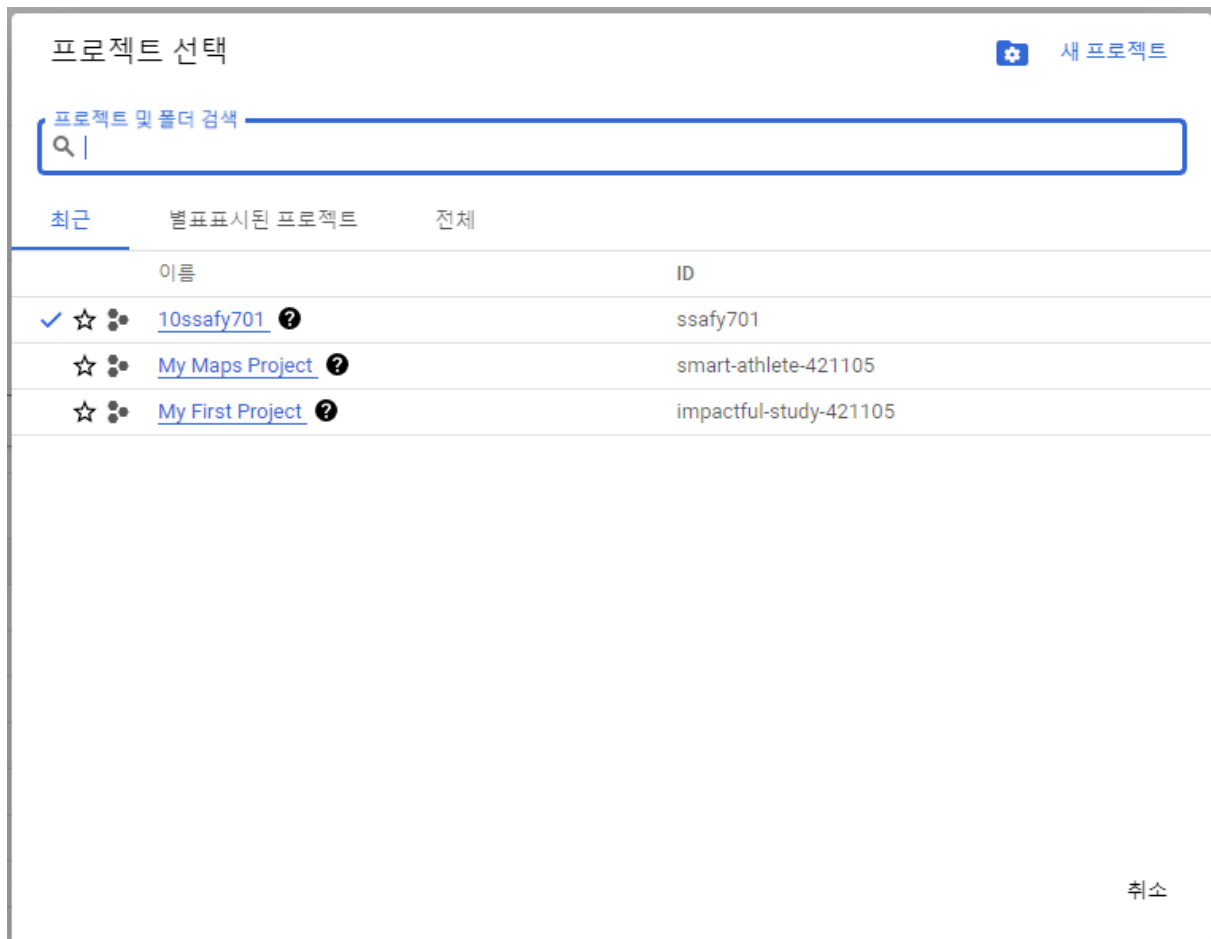 프로젝트 선택
새 프로젝트
프로젝트 및 폴더 검색
최근 별표표시된 프로젝트 전체
이름 ID
10ssafy701 ssafy701
My Maps Project smart-athlete-421105
My First Project impactful-study-421105
취소